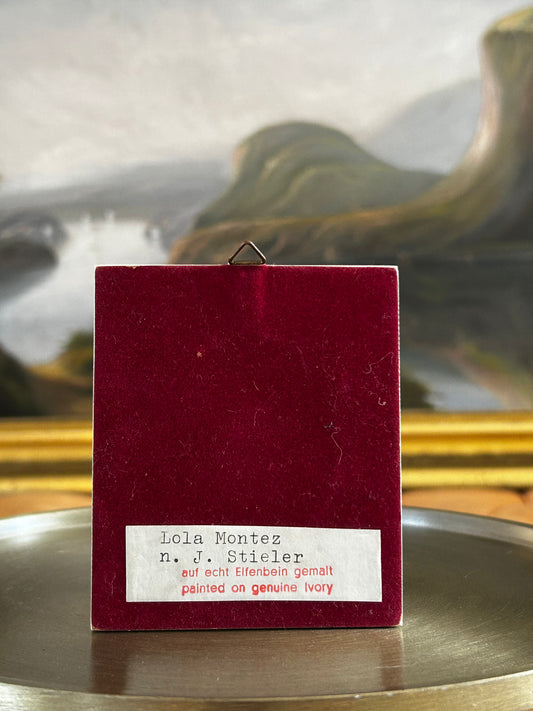 Lola Montez
n. J. Stieler
auf echt Elfenbein gemalt
painted on genuine Ivory